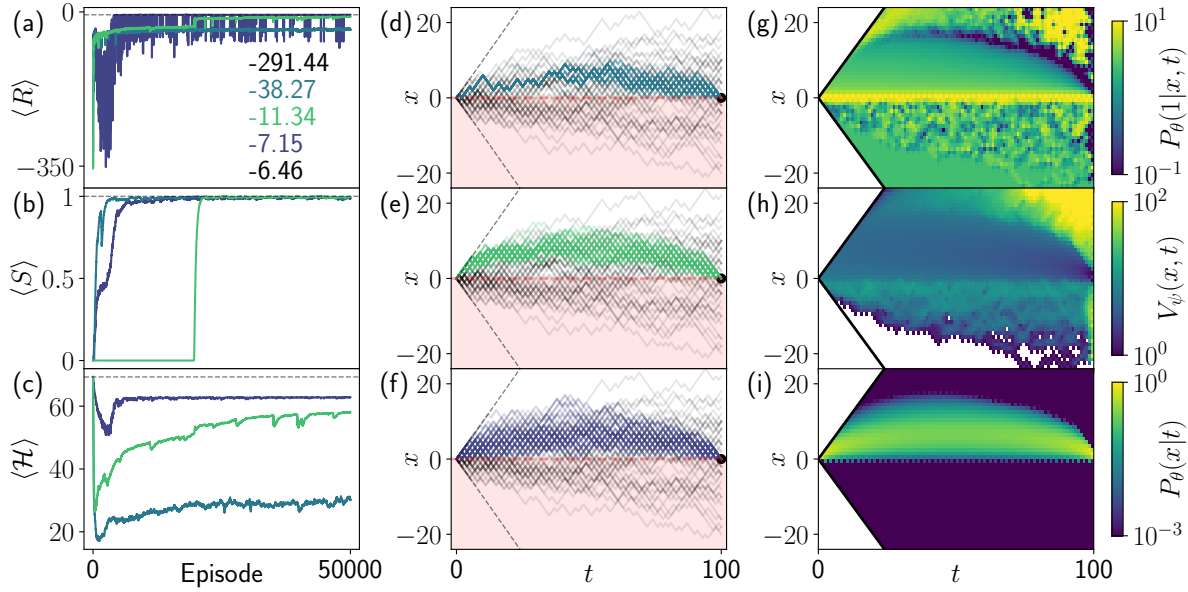 (a)
0
−350
⟨R⟩
-291.44
-38.27
-11.34
-7.15
-6.46
(b)
1
0.5
0
⟨S⟩
(c)
60
40
20
⟨ℋ⟩
0
Episode
50000
(d)
20
0
−20
x
(e)
20
0
−20
x
(f)
20
0
−20
x
0
t
100
(g)
20
0
−20
x
10¹
10⁻¹
P_θ(1|x, t)
(h)
20
0
−20
x
10²
10⁰
V_ψ(x, t)
(i)
20
0
−20
x
0
t
100
10⁰
10⁻³
P_θ(x|t)